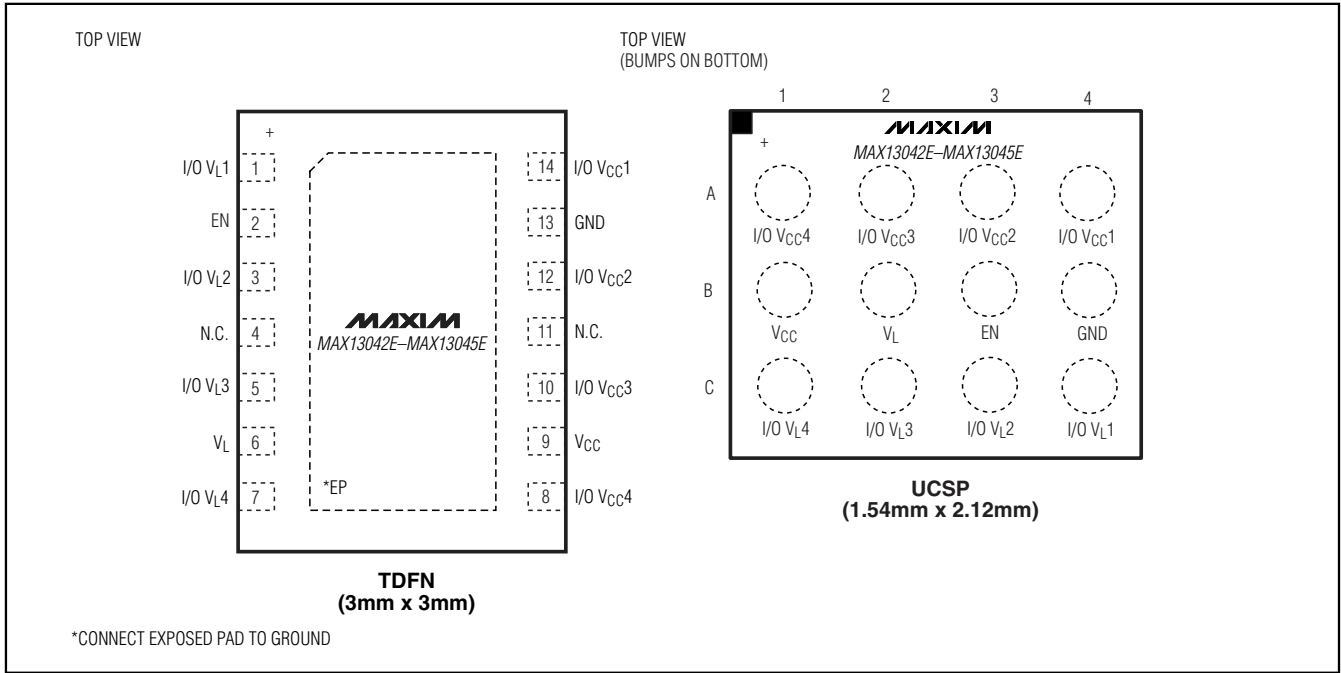 TOP VIEW
+
I/O VL1 1
EN 2
I/O VL2 3
N.C. 4
I/O VL3 5
VL 6
I/O VL4 7
14 I/O VCC1
13 GND
12 I/O VCC2
11 N.C.
10 I/O VCC3
9 VCC
8 I/O VCC4
MAXIM
MAX13042E–MAX13045E
*EP
TDFN
(3mm x 3mm)
*CONNECT EXPOSED PAD TO GROUND
TOP VIEW
(BUMPS ON BOTTOM)
1 2 3 4
MAXIM
+
MAX13042E–MAX13045E
A
I/O VCC4 I/O VCC3 I/O VCC2 I/O VCC1
B
VCC VL EN GND
C
I/O VL4 I/O VL3 I/O VL2 I/O VL1
UCSP
(1.54mm x 2.12mm)